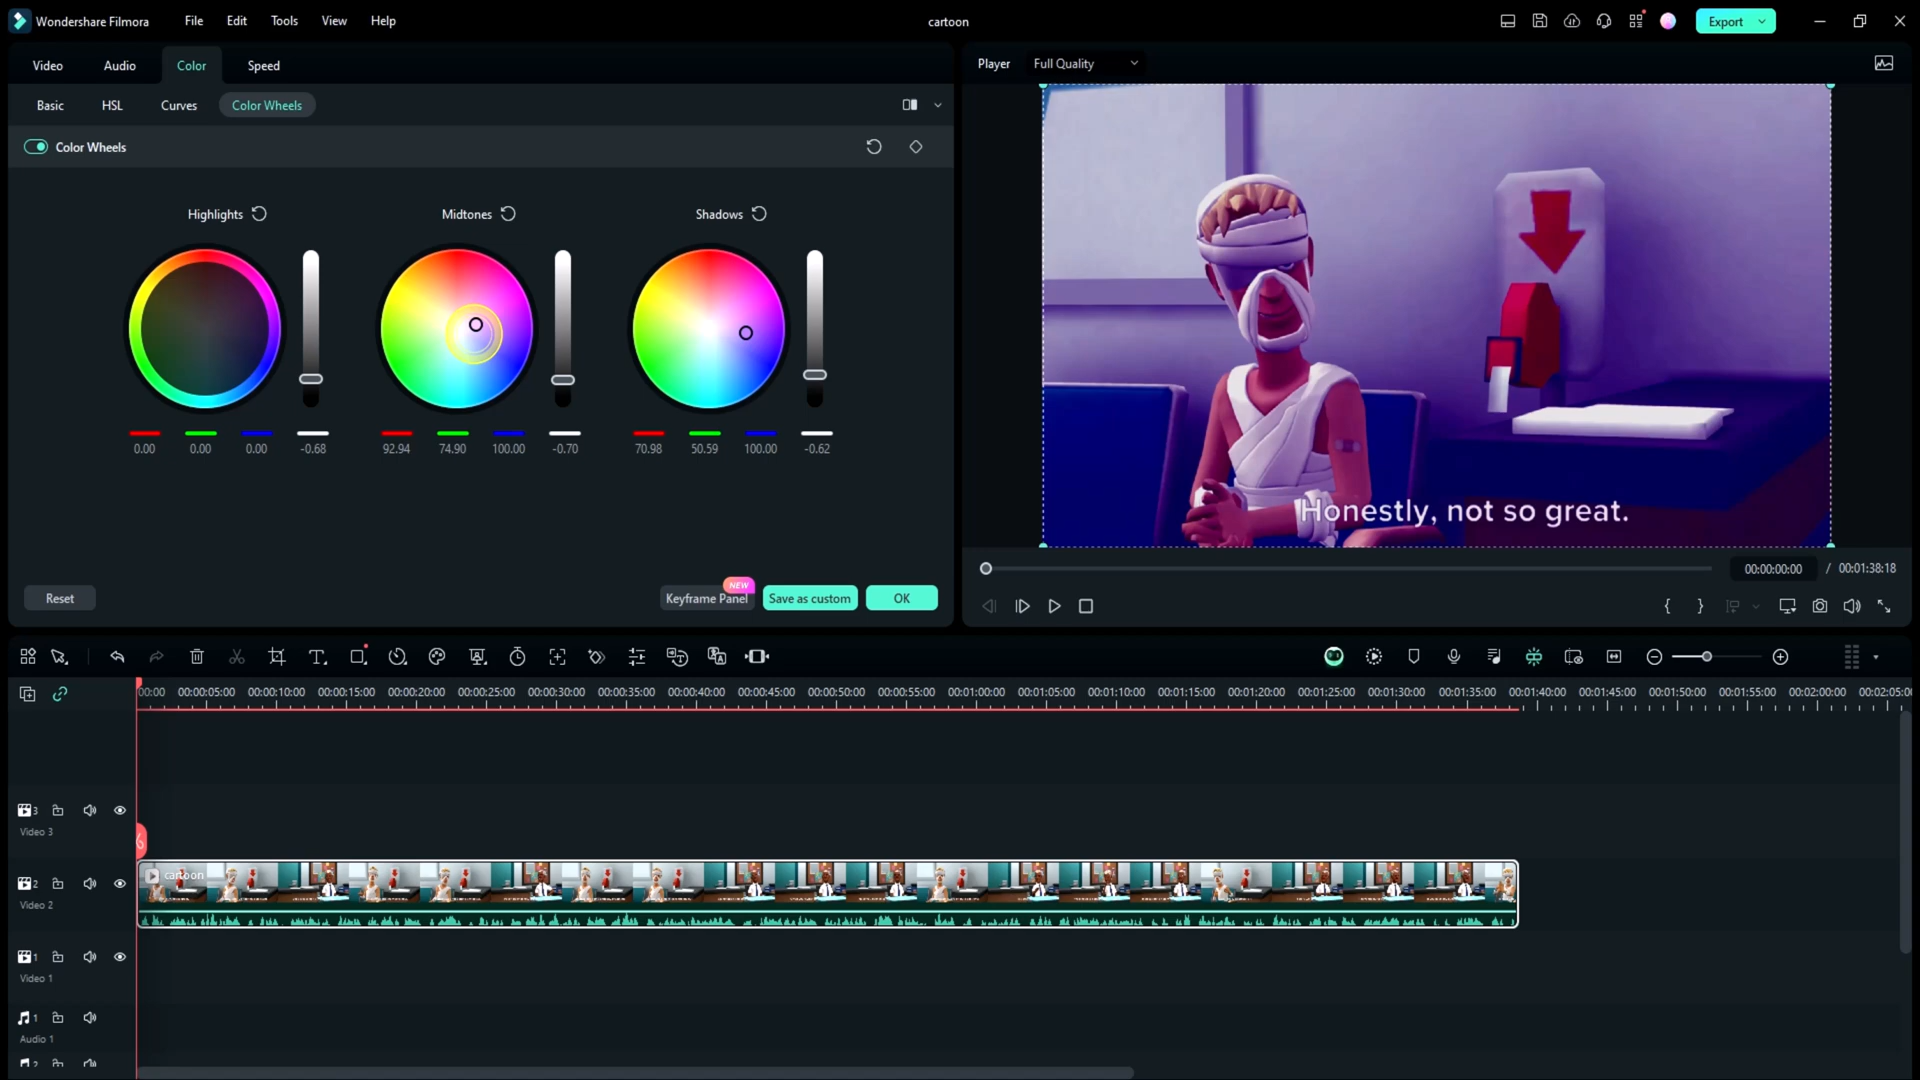 Wondershare Filmora File Edit Tools View Help cartoon Export
Video Audio Color Speed
Player Full Quality
Basic HSL Curves Color Wheels
Color Wheels
Highlights Midtones Shadows
0.00 0.00 0.00 -0.68 92.94 74.90 100.00 -0.70 70.98 50.59 100.00 -0.62
Honestly, not so great.
00:00:00:00 / 00:01:38:18
NEW
Reset Keyframe Panel Save as custom OK
00:00 00:00:05:00 00:00:10:00 00:00:15:00 00:00:20:00 00:00:25:00 00:00:30:00 00:00:35:00 00:00:40:00 00:00:45:00 00:00:50:00 00:00:55:00 00:01:00:00 00:01:05:00 00:01:10:00 00:01:15:00 00:01:20:00 00:01:25:00 00:01:30:00 00:01:35:00 00:01:40:00 00:01:45:00 00:01:50:00 00:01:55:00 00:02:00:00 00:02:05:00
3
Video 3
cartoon
2
Video 2
1
Video 1
1
Audio 1
2